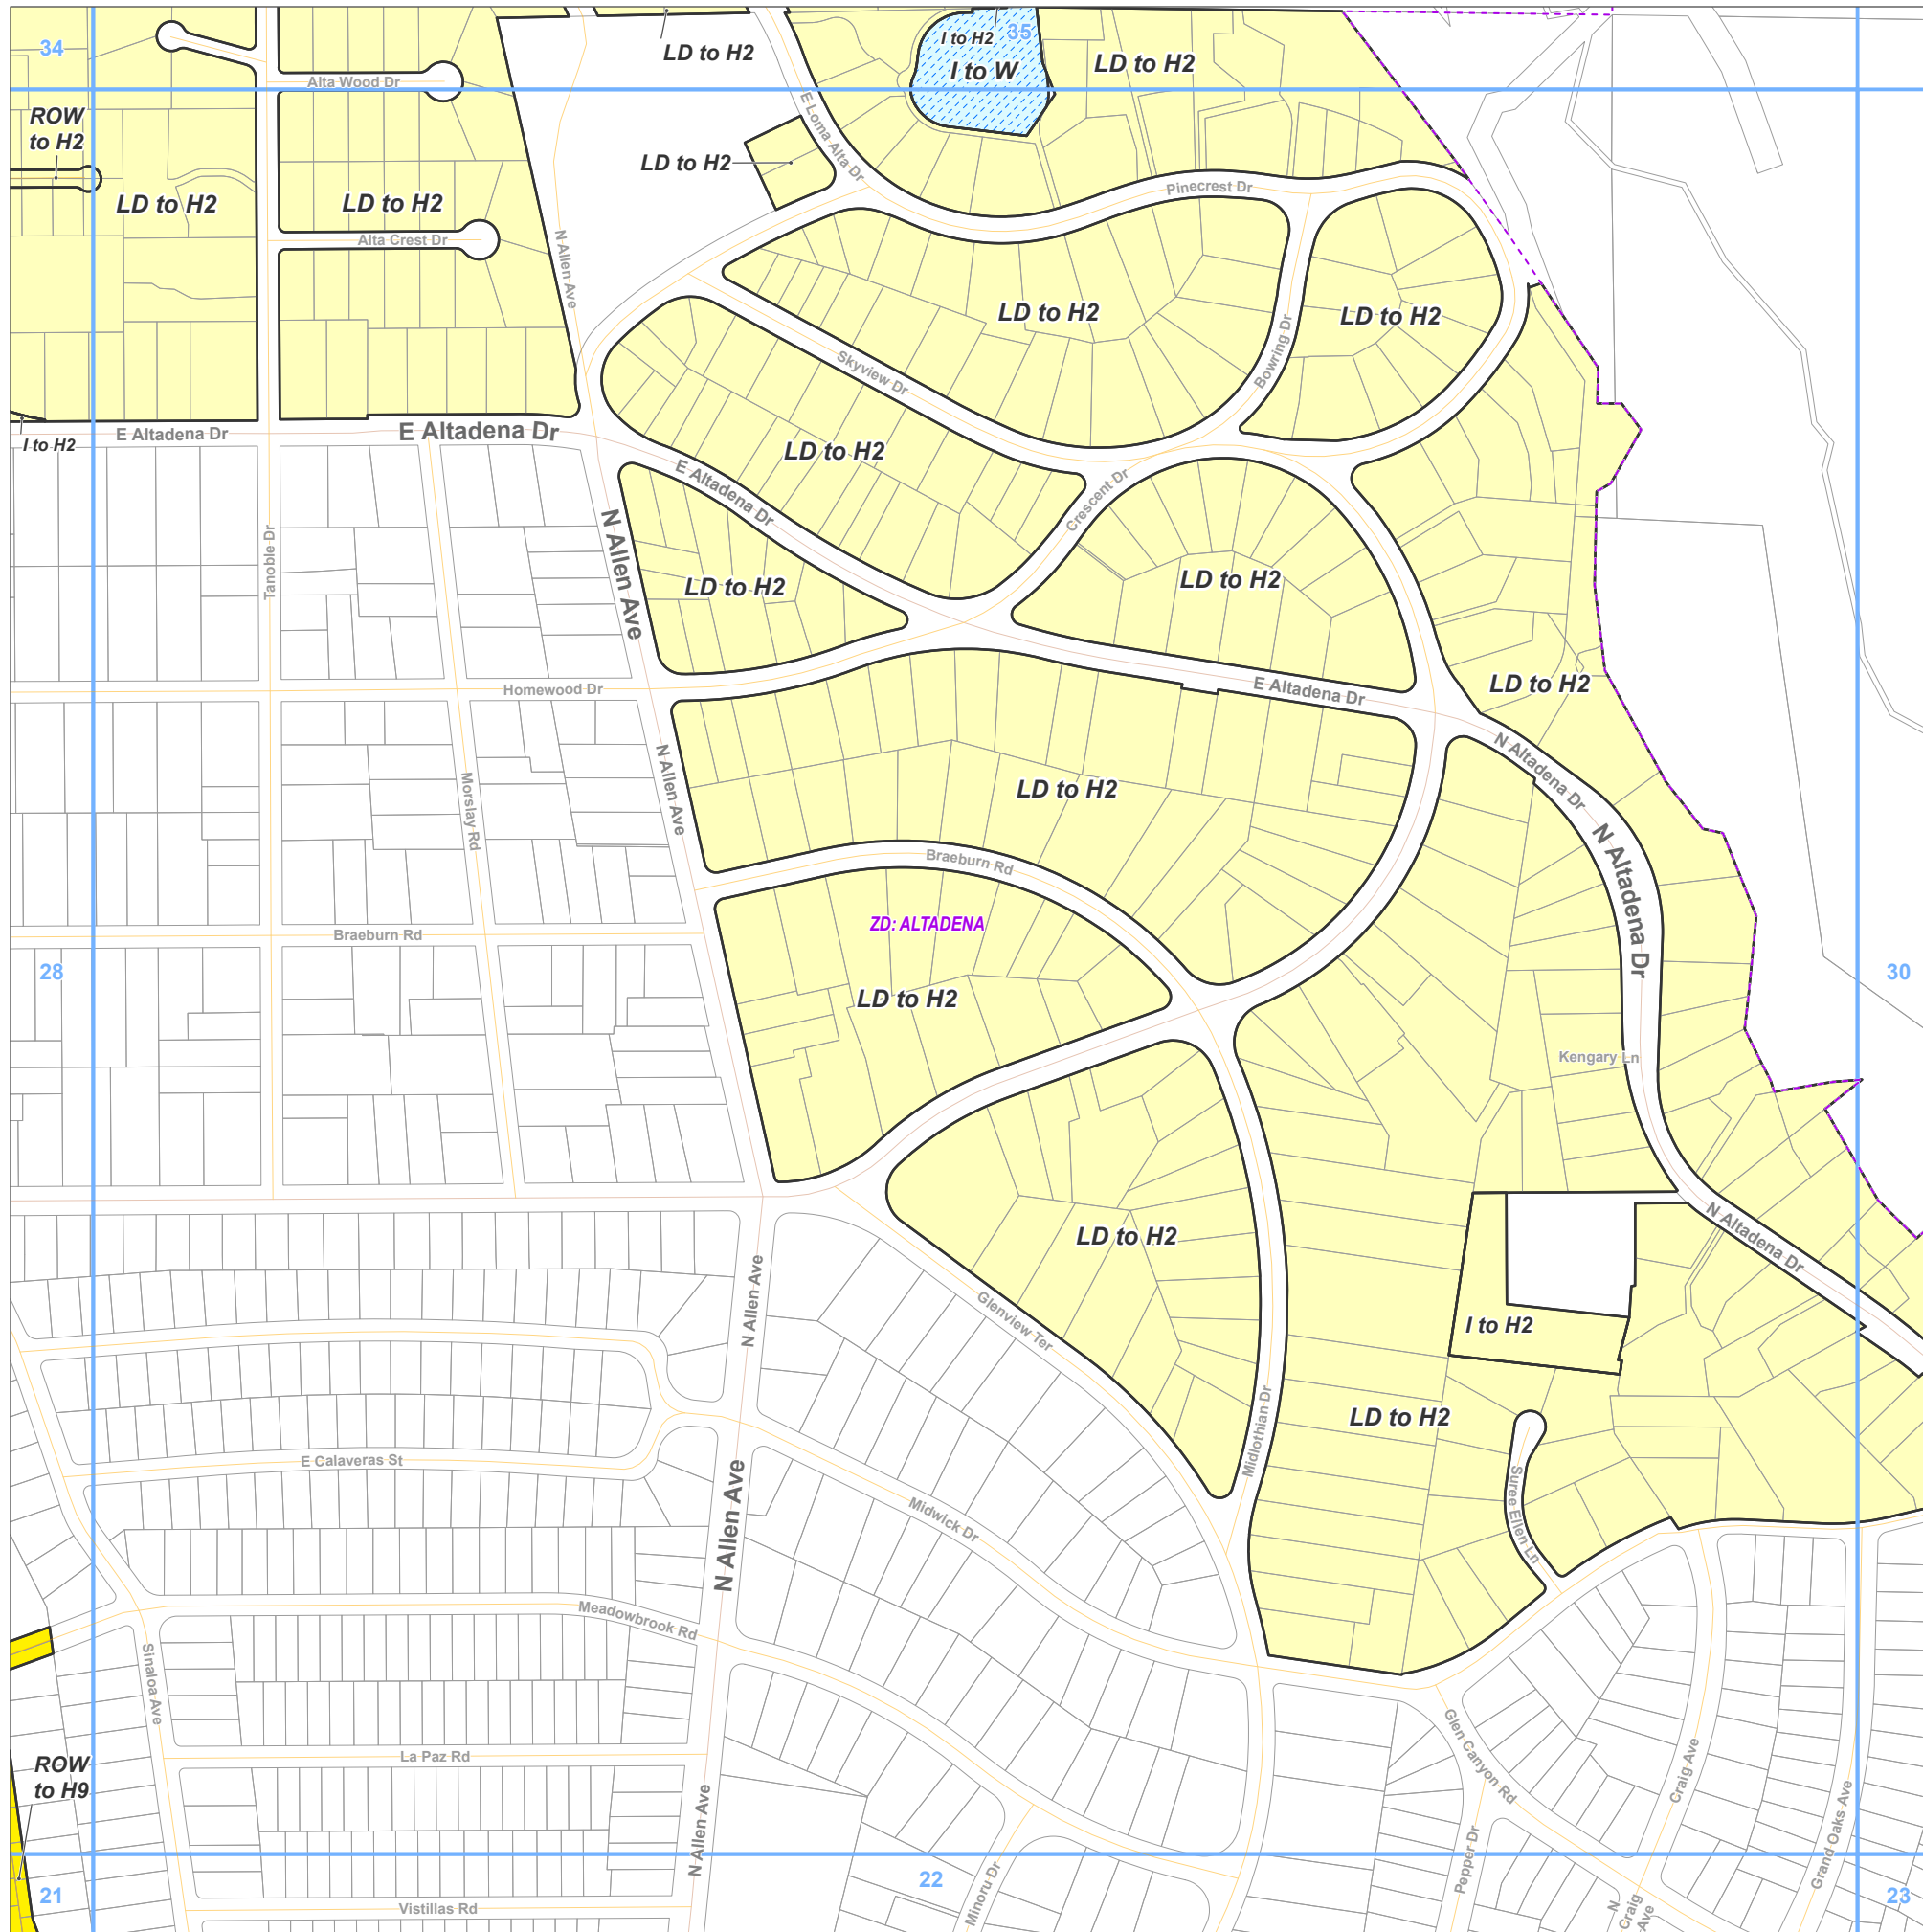 I to H2
35
34
LD to H2
LD to H2
I to W
Alta Wood Dr
ROW
to H2
E Loma Alta Dr
LD to H2
Pinecrest Dr
LD to H2
LD to H2
Alta Crest Dr
N Allen Ave
LD to H2
LD to H2
Bowring Dr
Skyview Dr
E Altadena Dr
E Altadena Dr
I to H2
LD to H2
E Altadena Dr
Crescent Dr
Tanoble Dr
N Allen Ave
LD to H2
LD to H2
Homewood Dr
E Altadena Dr
LD to H2
N Altadena Dr
N Allen Ave
Morslay Rd
LD to H2
N Altadena Dr
Braeburn Rd
ZD: ALTADENA
Braeburn Rd
28
30
LD to H2
Kengary Ln
LD to H2
N Altadena Dr
N Allen Ave
Glenview Ter
I to H2
LD to H2
Midlothian Dr
E Calaveras St
N Allen Ave
Midwick Dr
Suree Ellen Ln
Meadowbrook Rd
Sinaloa Ave
La Paz Rd
ROW
to H9
Glen Canyon Rd
Craig Ave
Grand Oaks Ave
N Allen Ave
Pepper Dr
Minoru Dr
21
22
23
N
Craig
Ave
Vistillas Rd